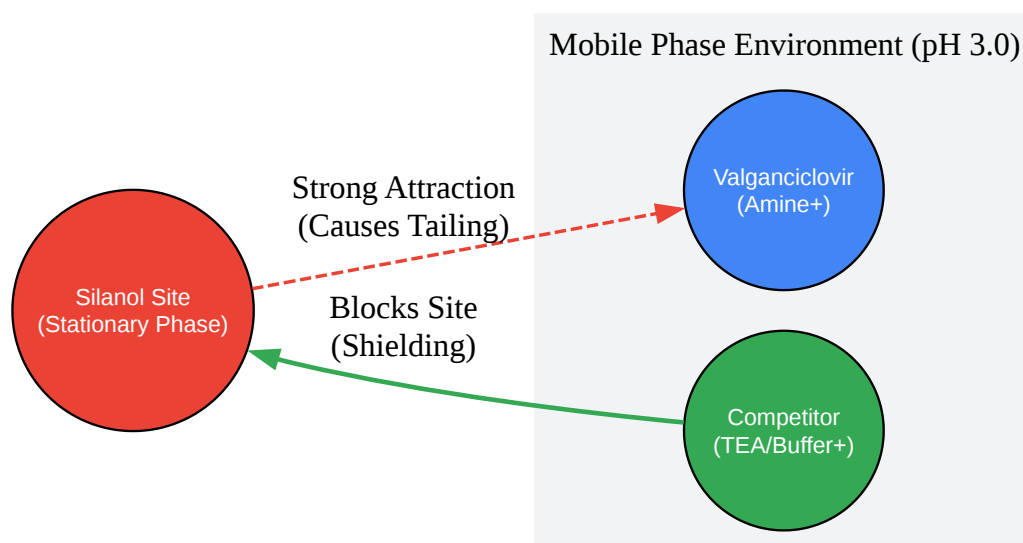 Mobile Phase Environment (pH 3.0)
Valganciclovir
(Amine+)
Strong Attraction
(Causes Tailing)
Silanol Site
(Stationary Phase)
Blocks Site
(Shielding)
Competitor
(TEA/Buffer+)